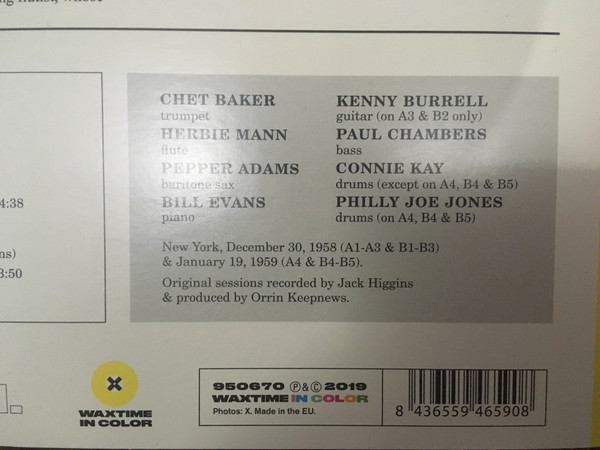 4:38
ns)
3:50
CHET BAKER
trumpet
HERBIE MANN
flute
PEPPER ADAMS
baritone sax
BILL EVANS
piano
KENNY BURRELL
guitar (on A3 & B2 only)
PAUL CHAMBERS
bass
CONNIE KAY
drums (except on A4, B4 & B5)
PHILLY JOE JONES
drums (on A4, B4 & B5)
New York, December 30, 1958 (A1-A3 & B1-B3)
& January 19, 1959 (A4 & B4-B5).
Original sessions recorded by Jack Higgins
& produced by Orrin Keepnews.
WAXTIME
IN COLOR
950670 Ⓟ&© 2019
WAXTIME IN COLOR
Photos: X. Made in the EU.
8 436559 465908